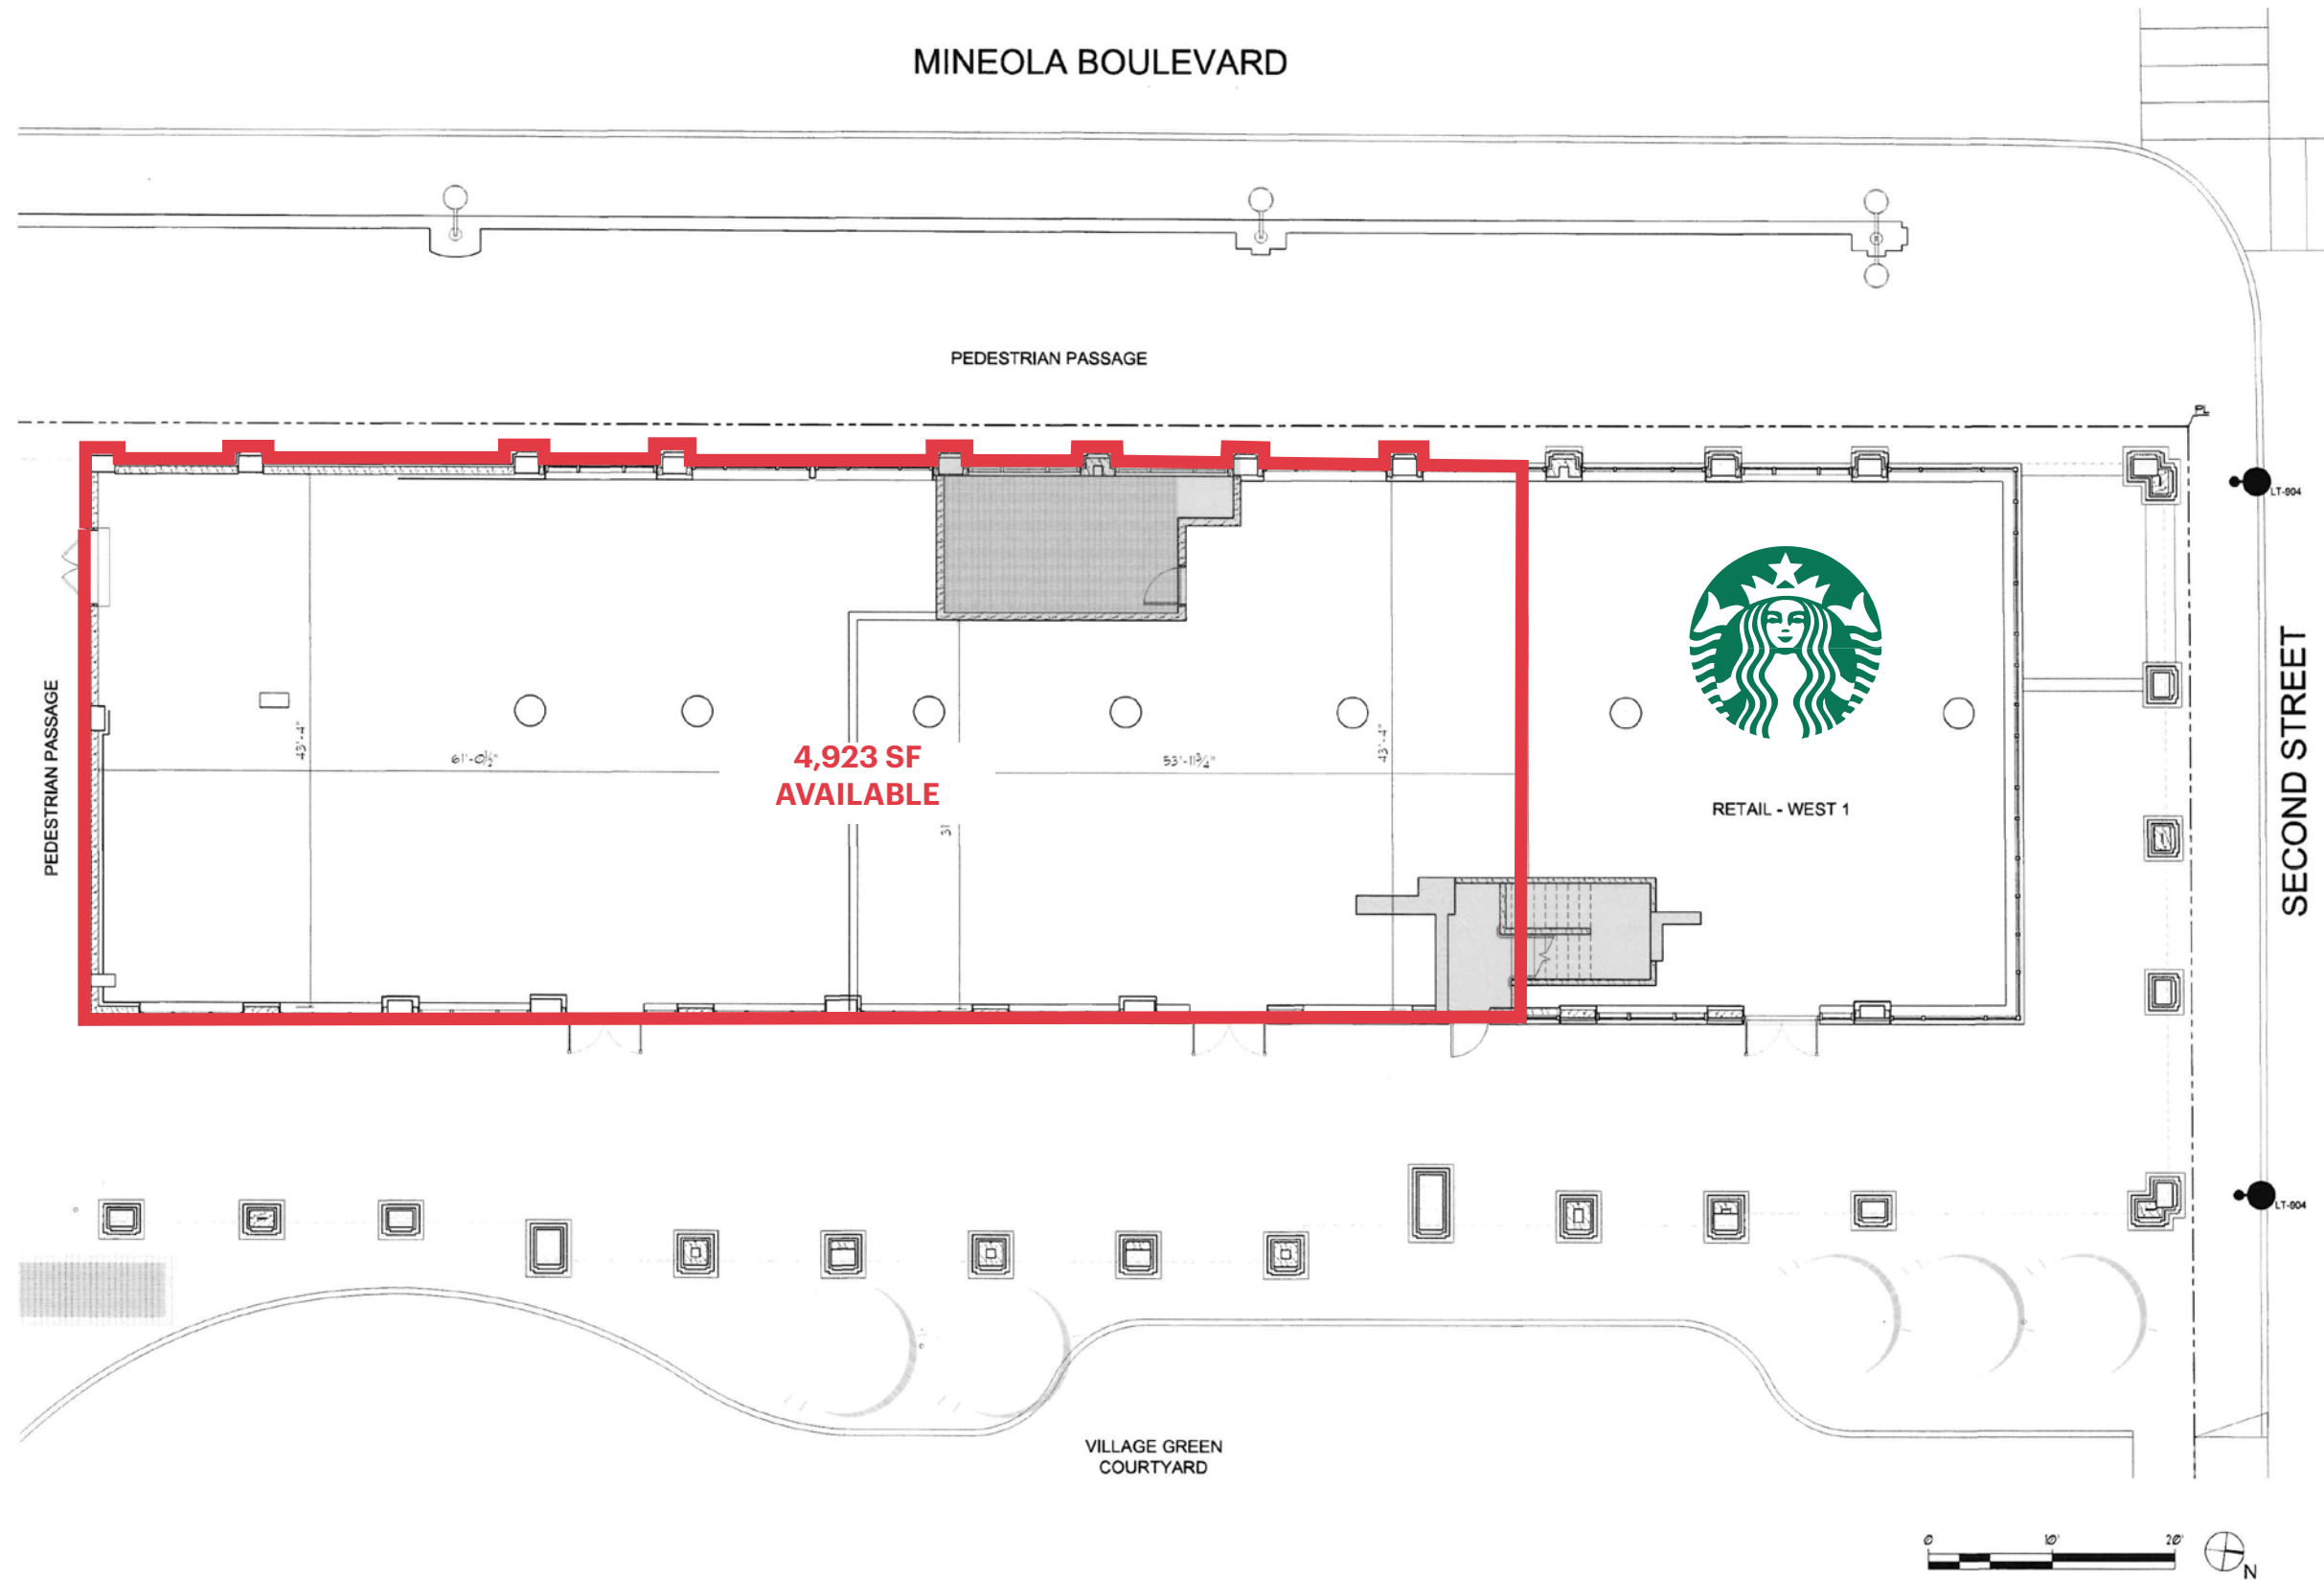 MINEOLA BOULEVARD
PEDESTRIAN PASSAGE
PL
LT-904
PEDESTRIAN PASSAGE
43'-4"
61'-0½"
4,923 SF
AVAILABLE
31
53'-11¾"
43'-4"
RETAIL - WEST 1
SECOND STREET
LT-904
VILLAGE GREEN
COURTYARD
0 10' 20'
N